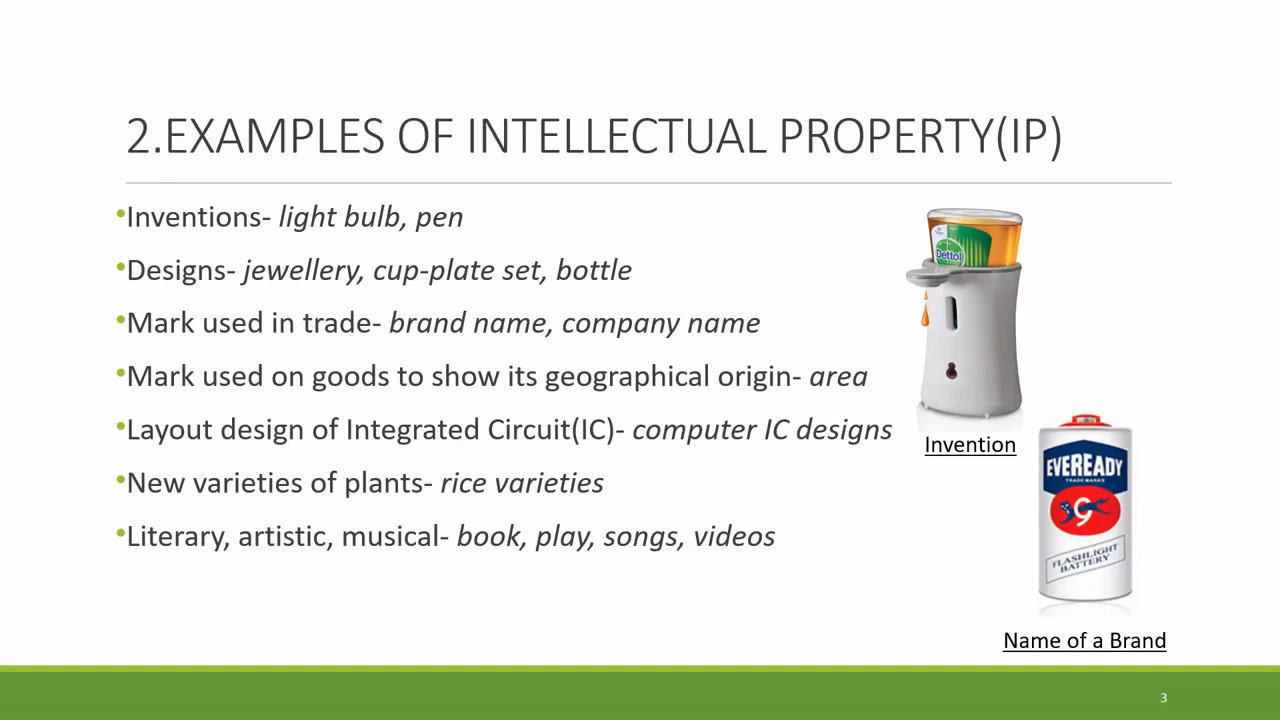 2.EXAMPLES OF INTELLECTUAL PROPERTY(IP)
•Inventions- light bulb, pen
•Designs- jewellery, cup-plate set, bottle
•Mark used in trade- brand name, company name
•Mark used on goods to show its geographical origin- area
•Layout design of Integrated Circuit(IC)- computer IC designs
•New varieties of plants- rice varieties
•Literary, artistic, musical- book, play, songs, videos
Dettol
Invention
EVEREADY
TRADE MARKS
9
FLASHLIGHT
BATTERY
Name of a Brand
3